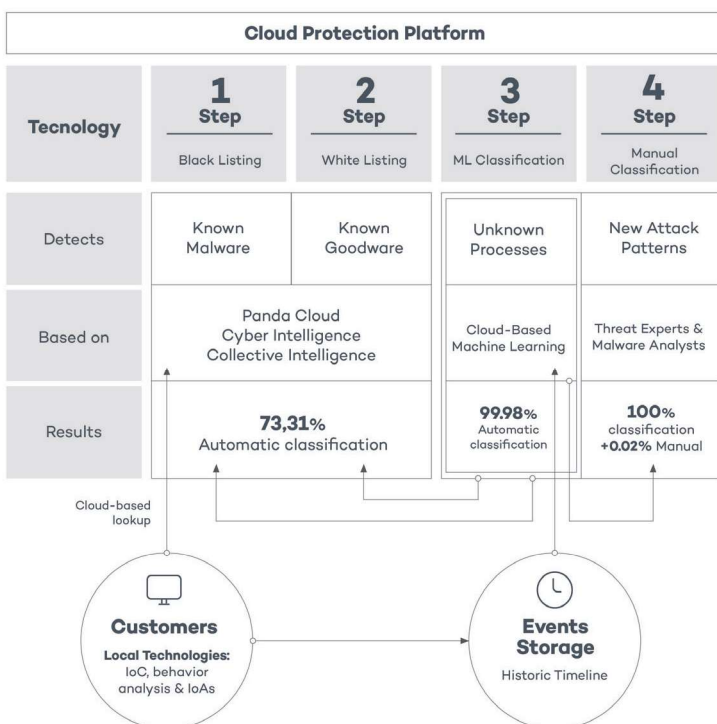 Cloud Protection Platform
Tecnology
1
Step
Black Listing
2
Step
White Listing
3
Step
ML Classification
4
Step
Manual
Classification
Detects
Known
Malware
Known
Goodware
Unknown
Processes
New Attack
Patterns
Based on
Panda Cloud
Cyber Intelligence
Collective Intelligence
Cloud-Based
Machine Learning
Threat Experts &
Malware Analysts
Results
73,31%
Automatic classification
99.98%
Automatic
classification
100%
classification
+0.02% Manual
Cloud-based
lookup
Customers
Local Technologies:
IoC, behavior
analysis & IoAs
Events
Storage
Historic Timeline